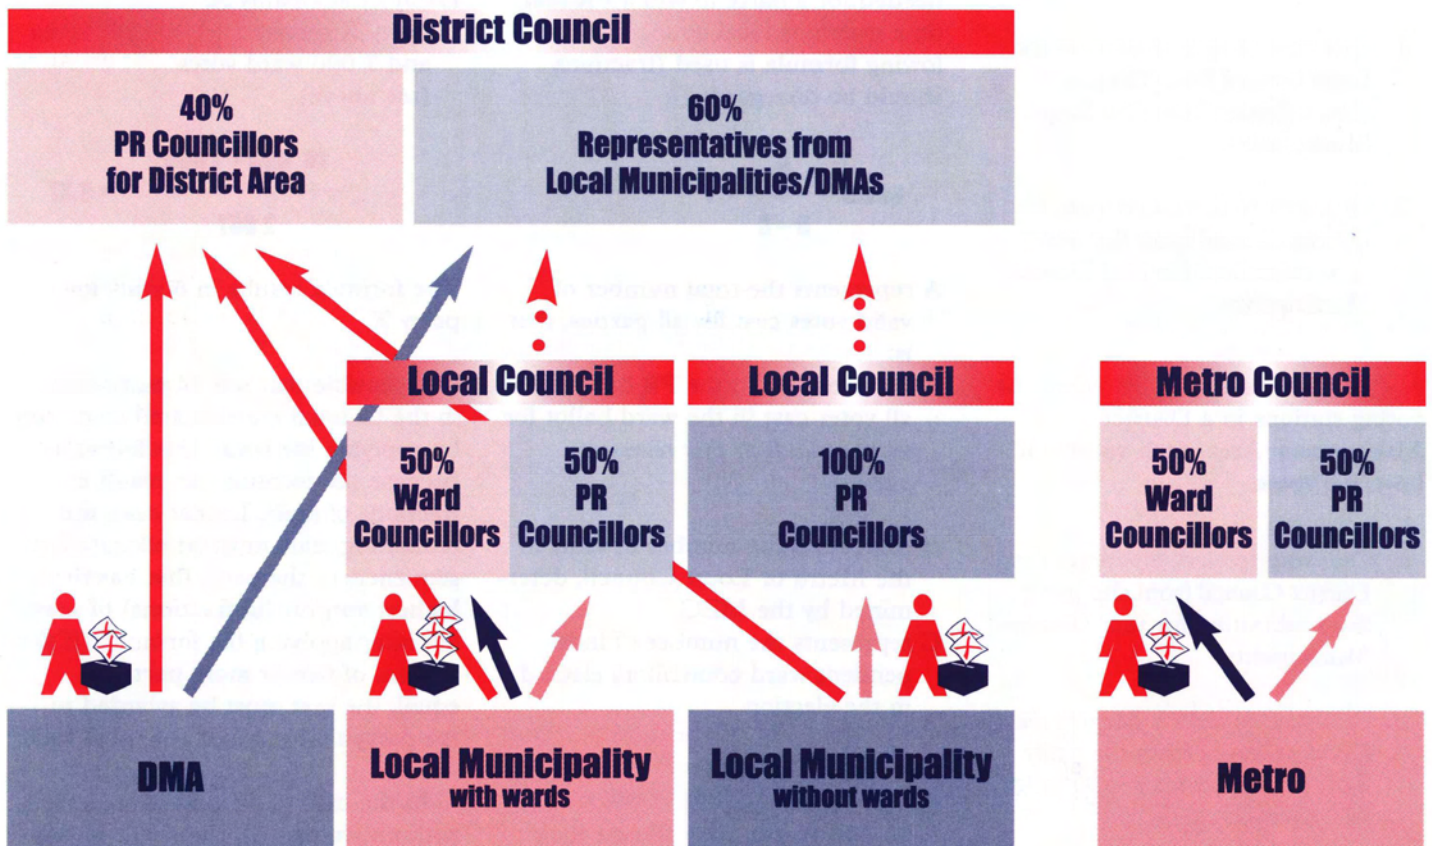 District Council
40%
PR Councillors
for District Area
60%
Representatives from
Local Municipalities/DMAs
Local Council
50%
Ward
Councillors
50%
PR
Councillors
Local Council
100%
PR
Councillors
Metro Council
50%
Ward
Councillors
50%
PR
Councillors
DMA
Local Municipality
with wards
Local Municipality
without wards
Metro